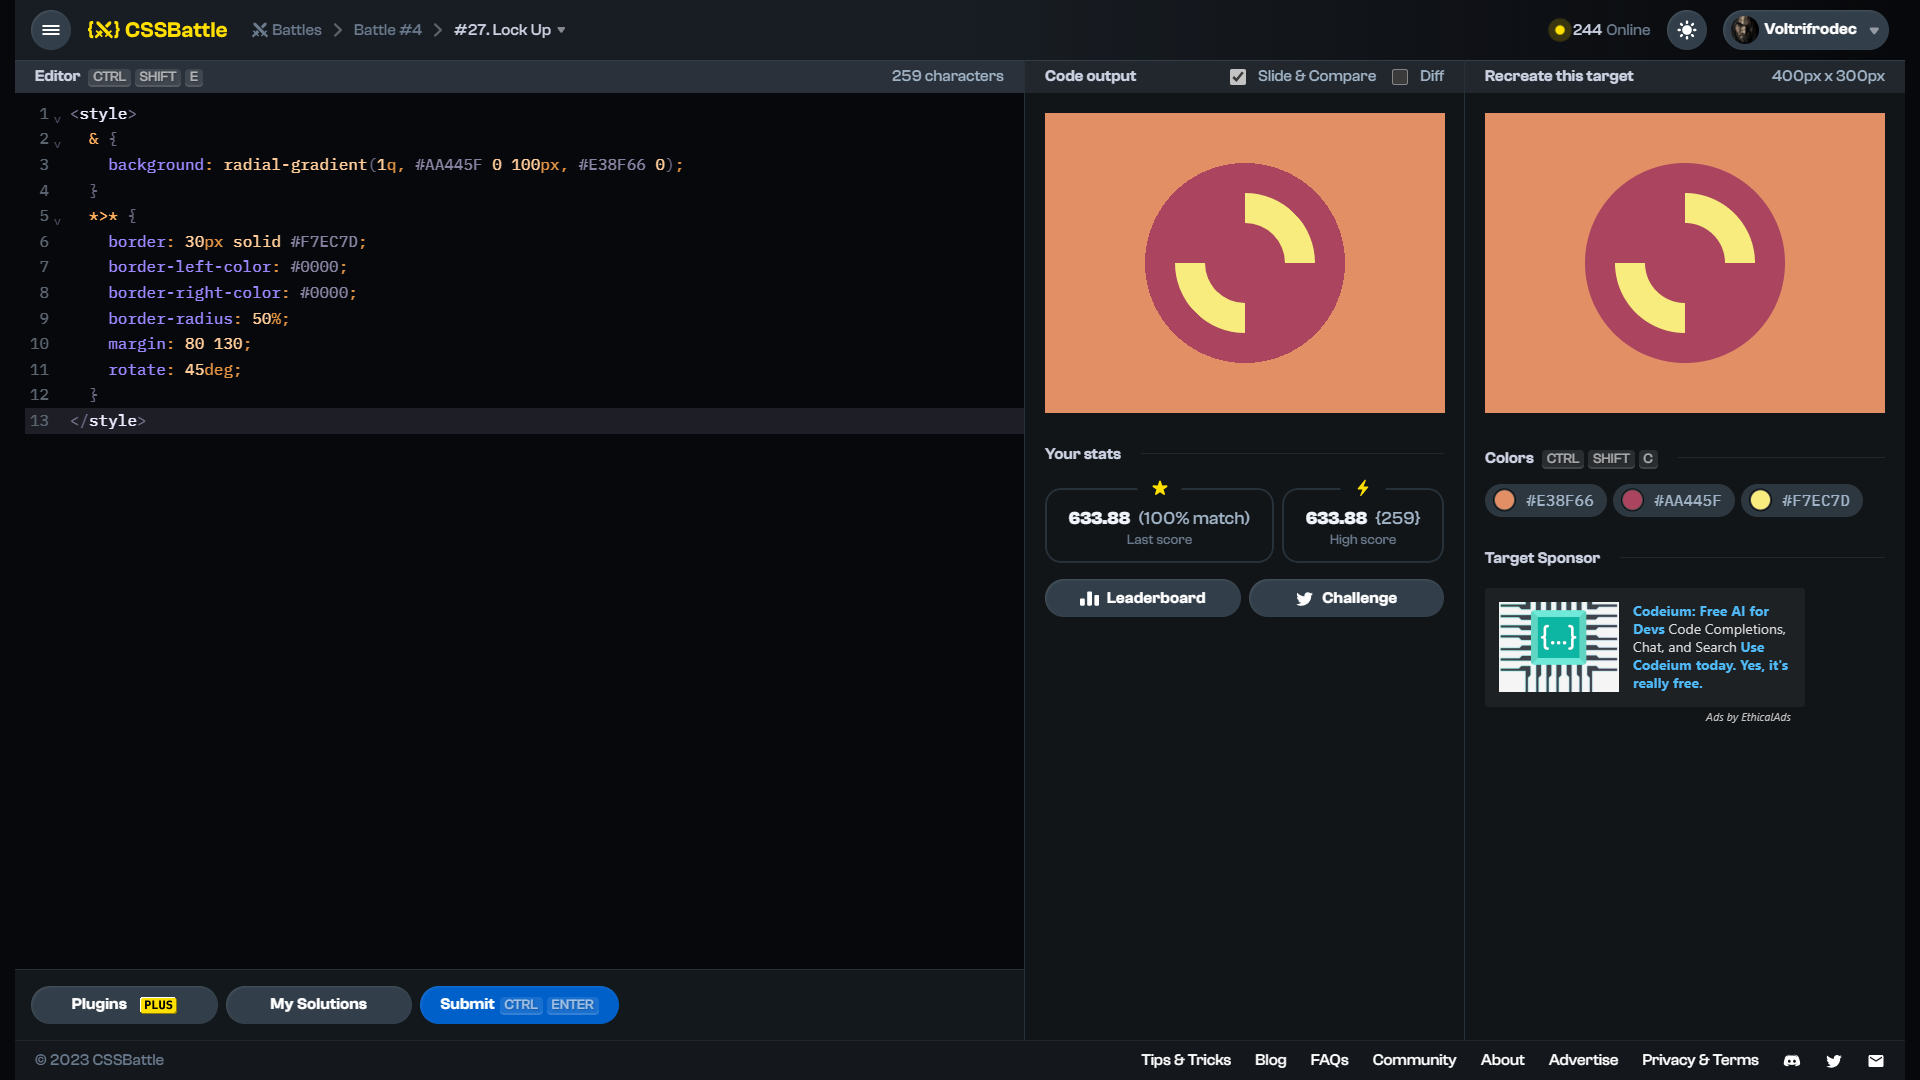 {X} CSSBattle
Battles
Battle #4
#27. Lock Up
244 Online
Voltrifrodec
Editor CTRL SHIFT E
259 characters
1 <style>
2 & {
3 background: radial-gradient(1q, #AA445F 0 100px, #E38F66 0);
4 }
5 *>* {
6 border: 30px solid #F7EC7D;
7 border-left-color: #0000;
8 border-right-color: #0000;
9 border-radius: 50%;
10 margin: 80 130;
11 rotate: 45deg;
12 }
13 </style>
Plugins PLUS
My Solutions
Submit CTRL ENTER
Code output
Slide & Compare
Diff
Your stats
633.88 (100% match)
Last score
633.88 {259}
High score
Leaderboard
Challenge
Recreate this target
400px x 300px
Colors CTRL SHIFT C
#E38F66
#AA445F
#F7EC7D
Target Sponsor
{...}
Codeium: Free AI for
Devs Code Completions,
Chat, and Search Use
Codeium today. Yes, it's
really free.
Ads by EthicalAds
© 2023 CSSBattle
Tips & Tricks
Blog
FAQs
Community
About
Advertise
Privacy & Terms